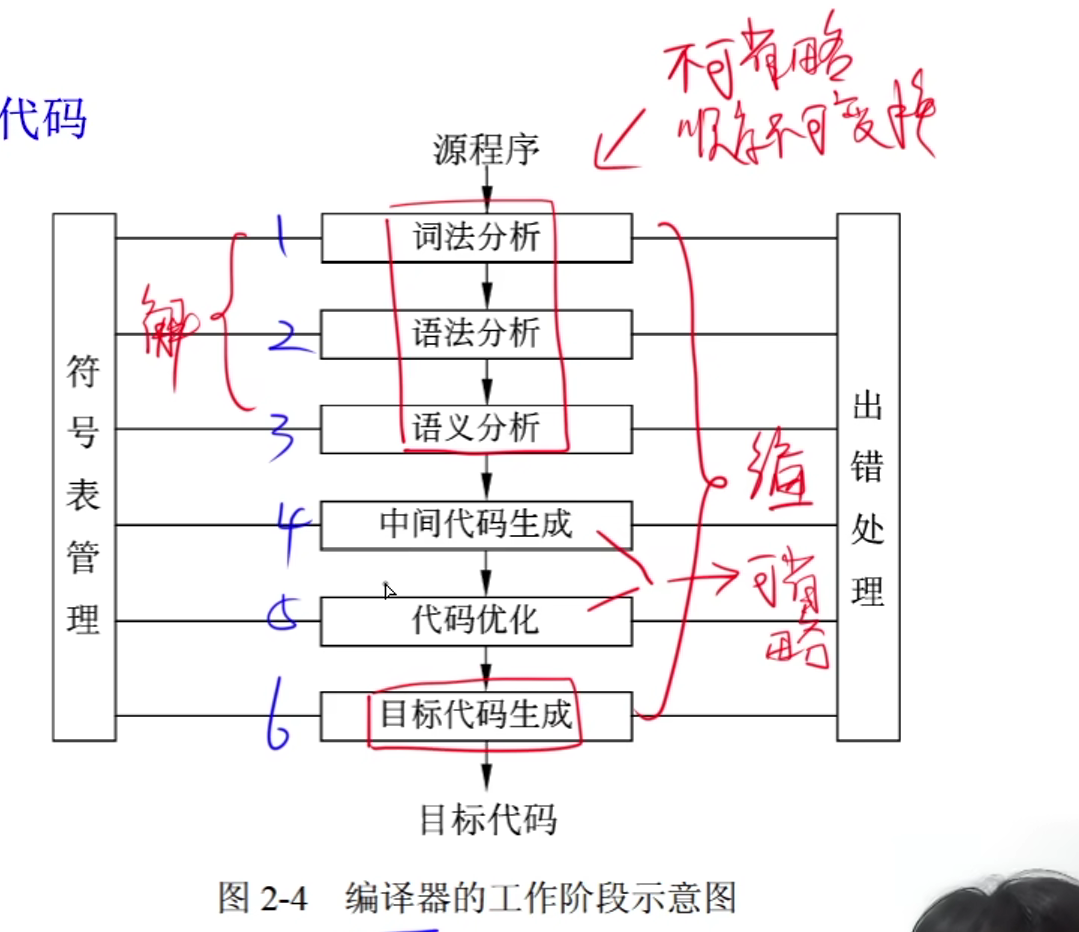 不可省略
代码
顺序不可变换
源程序
1
词法分析
解
2
语法分析
3
语义分析
符号表管理
出错处理
编
4
中间代码生成
可省略
5
代码优化
6
目标代码生成
目标代码
图 2-4 编译器的工作阶段示意图